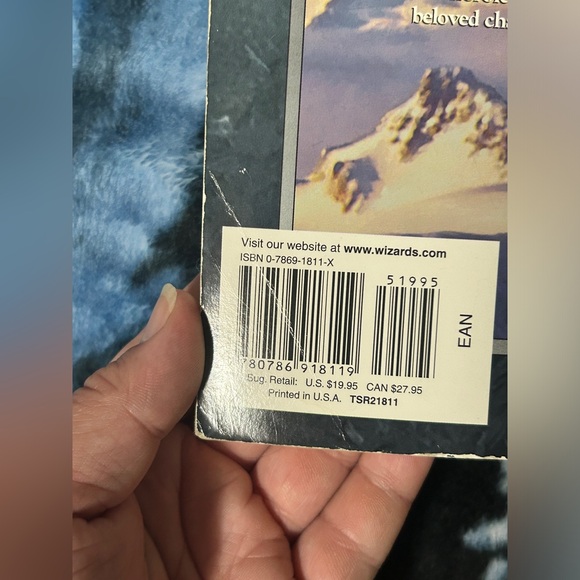 beloved cha
Visit our website at www.wizards.com
ISBN 0-7869-1811-X
51995
780786 918119
EAN
Sug. Retail: U.S. $19.95 CAN $27.95
Printed in U.S.A. TSR21811